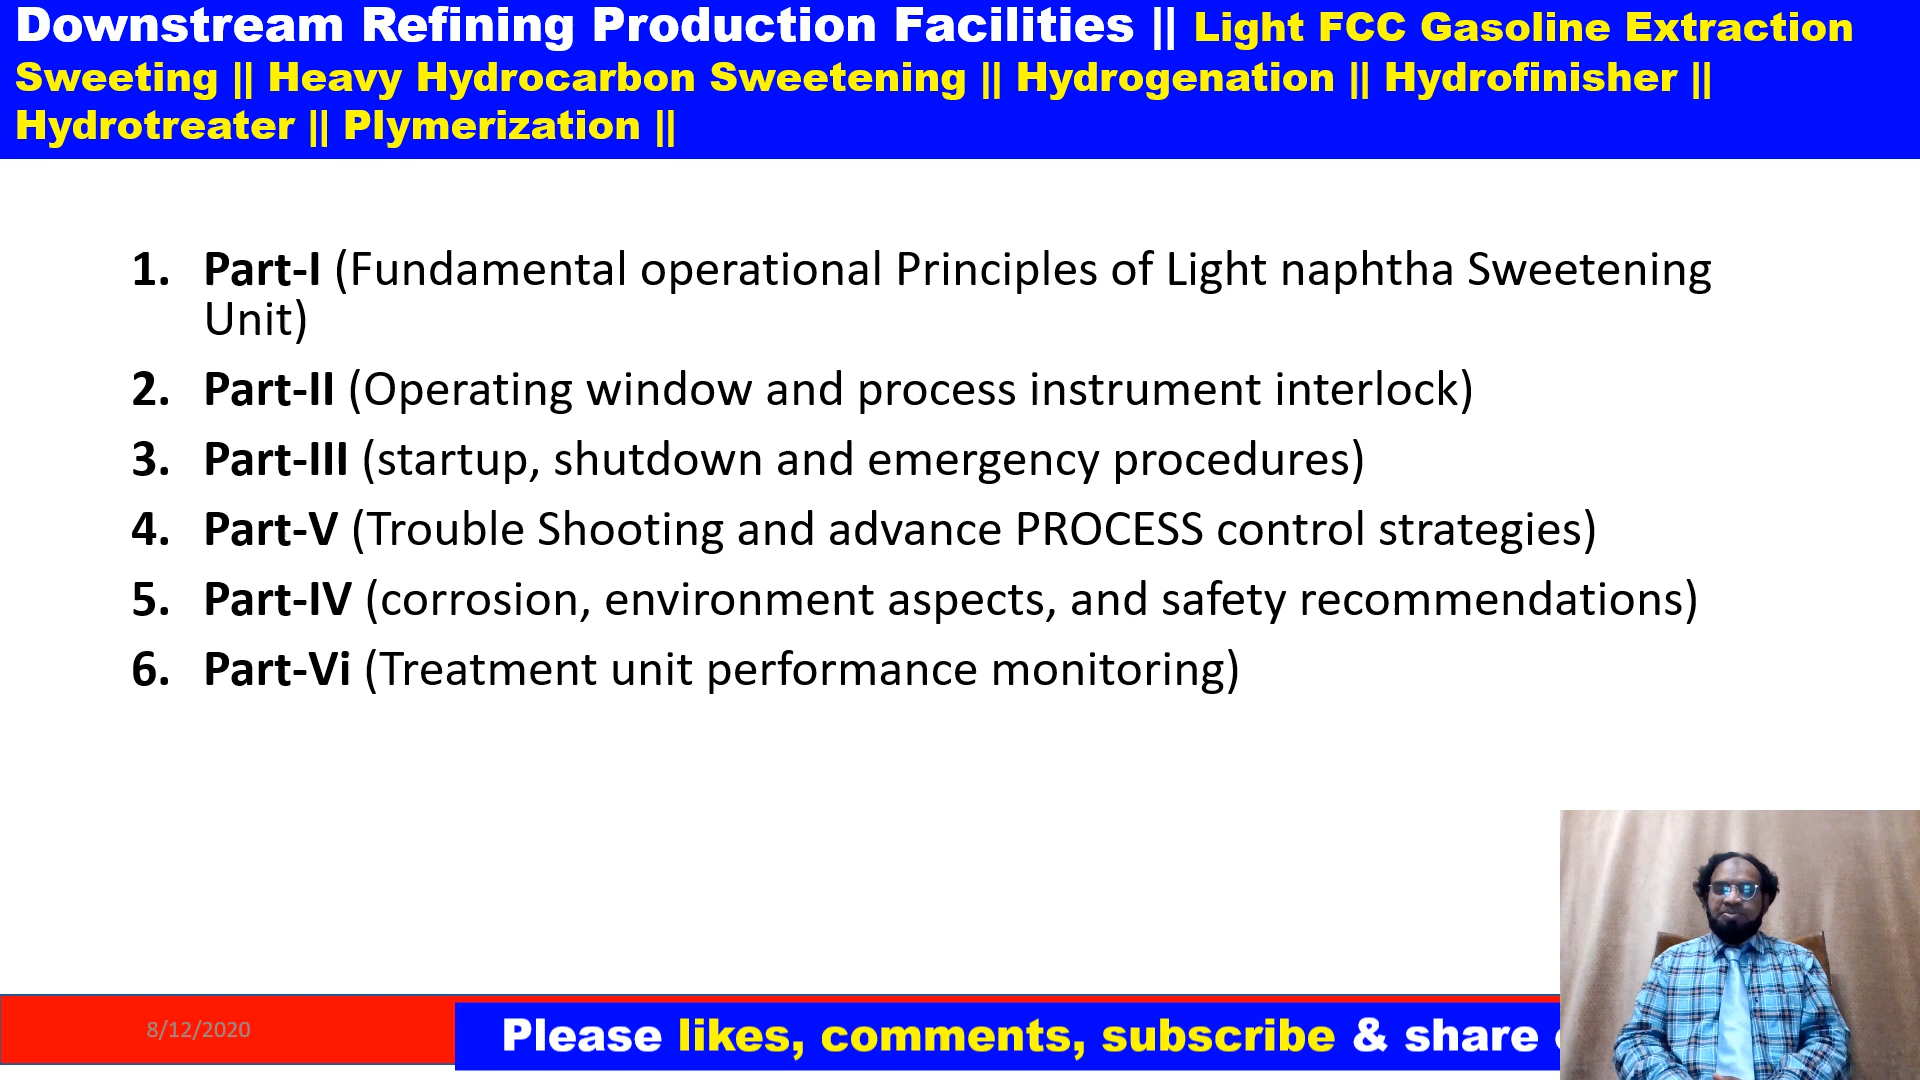 Downstream Refining Production Facilities || Light FCC Gasoline Extraction
Sweeting || Heavy Hydrocarbon Sweetening || Hydrogenation || Hydrofinisher ||
Hydrotreater || Plymerization ||
1. Part-I (Fundamental operational Principles of Light naphtha Sweetening
Unit)
2. Part-II (Operating window and process instrument interlock)
3. Part-III (startup, shutdown and emergency procedures)
4. Part-V (Trouble Shooting and advance PROCESS control strategies)
5. Part-IV (corrosion, environment aspects, and safety recommendations)
6. Part-Vi (Treatment unit performance monitoring)
8/12/2020
Please likes, comments, subscribe & share